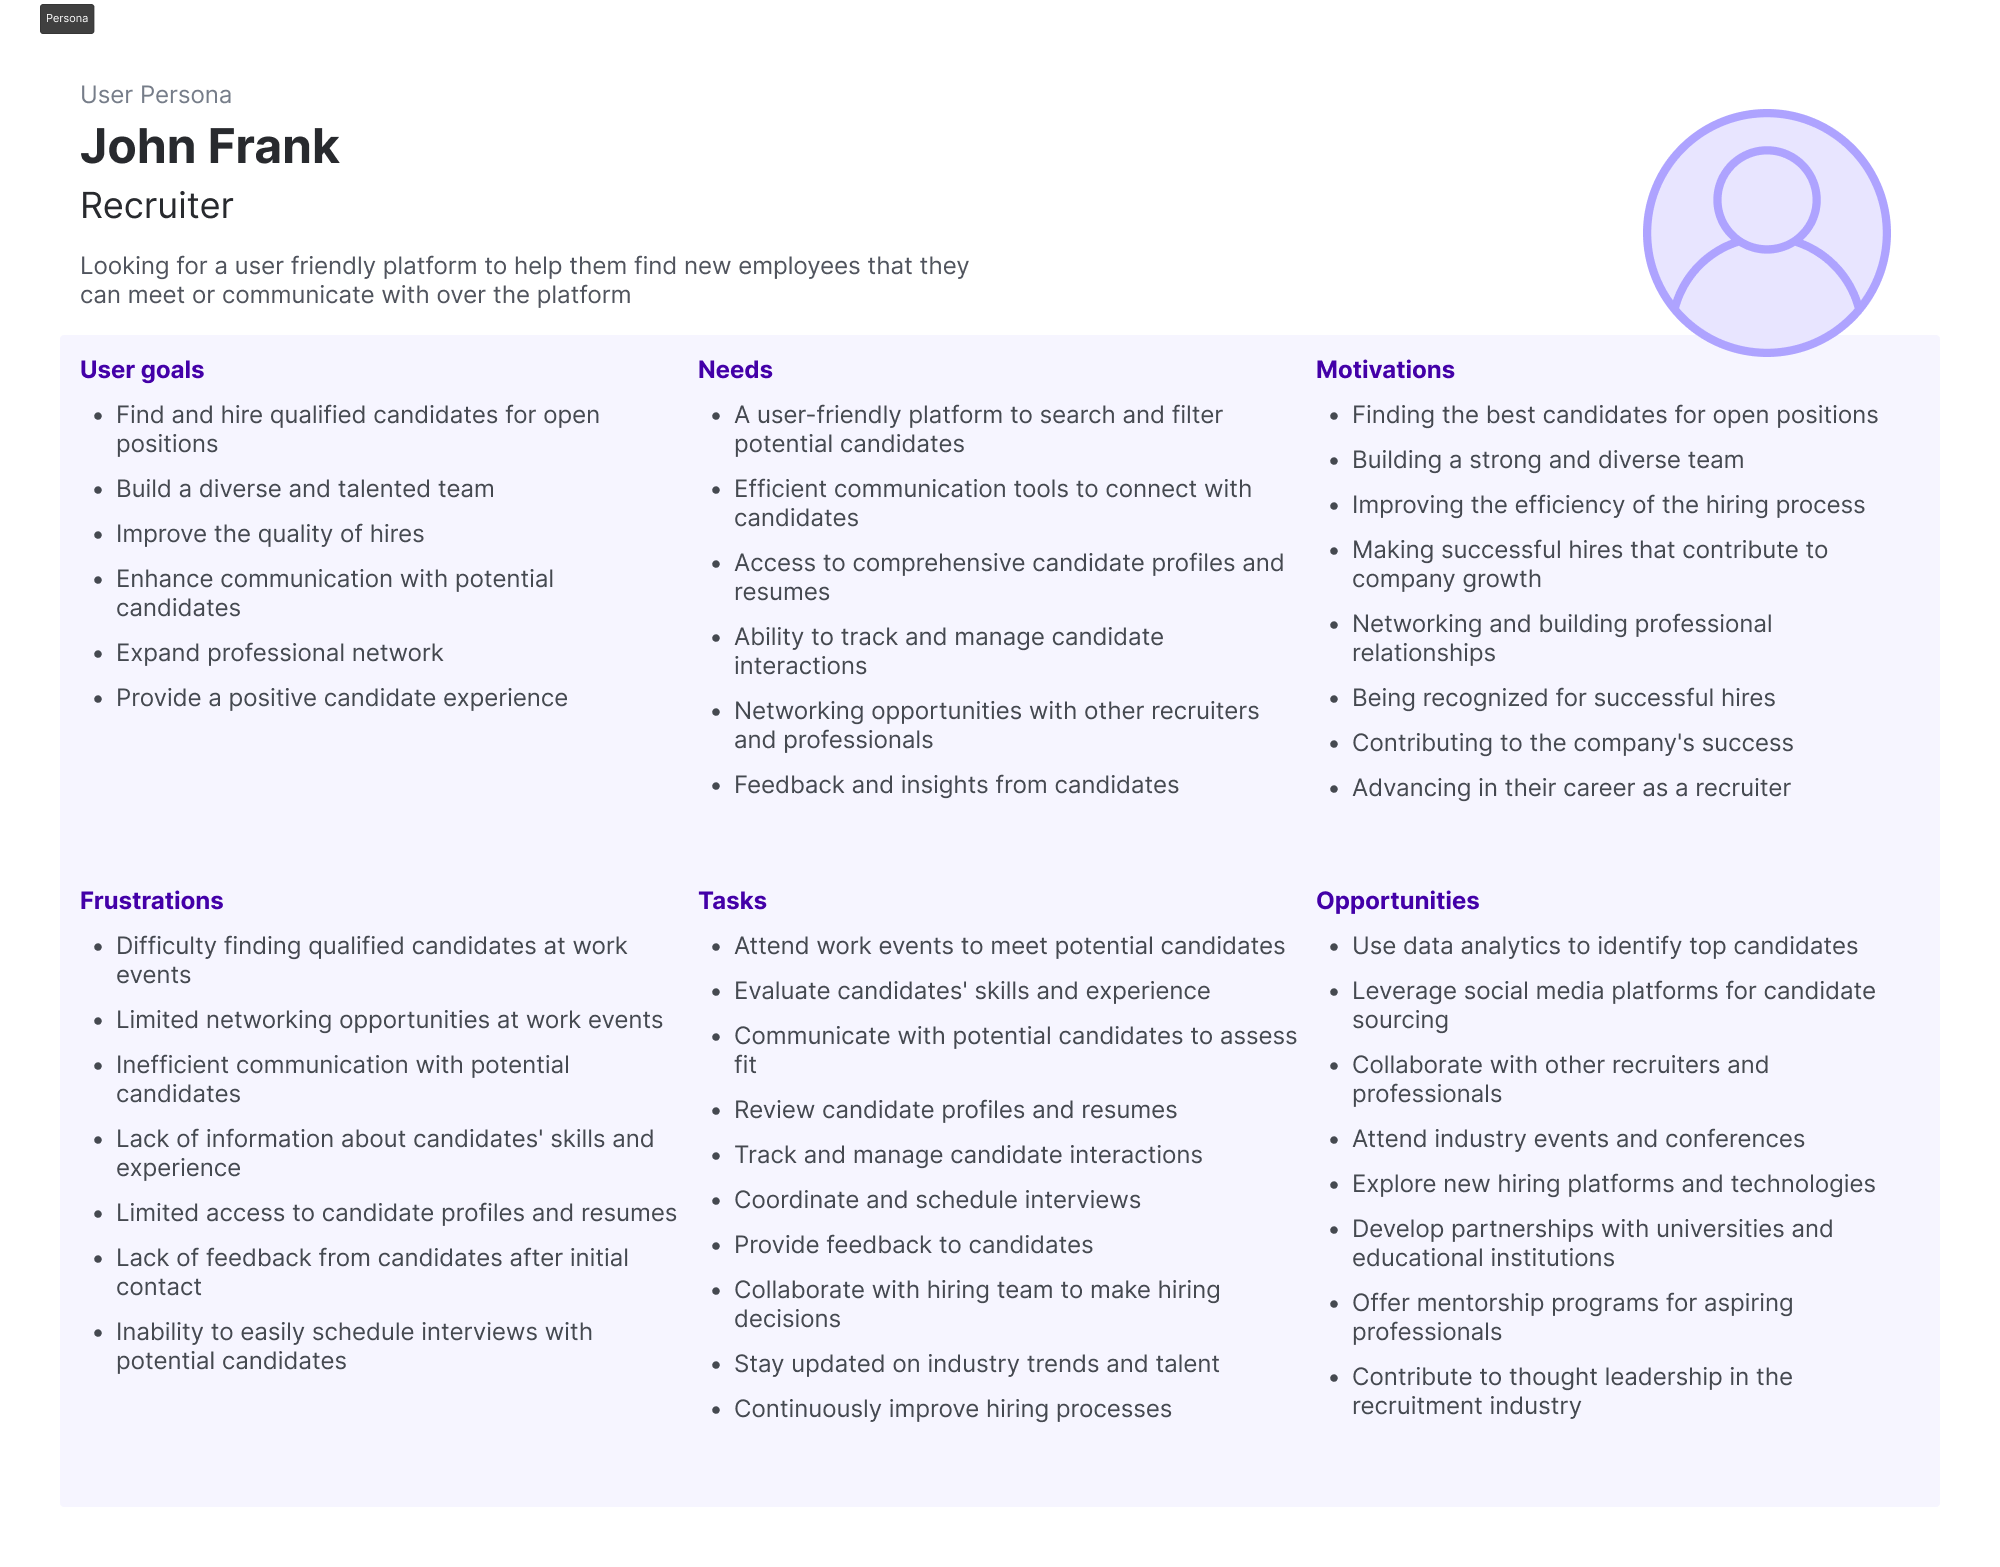 Persona
User Persona
John Frank
Recruiter
Looking for a user friendly platform to help them find new employees that they
can meet or communicate with over the platform
User goals
• Find and hire qualified candidates for open
positions
• Build a diverse and talented team
• Improve the quality of hires
• Enhance communication with potential
candidates
• Expand professional network
• Provide a positive candidate experience
Needs
• A user-friendly platform to search and filter
potential candidates
• Efficient communication tools to connect with
candidates
• Access to comprehensive candidate profiles and
resumes
• Ability to track and manage candidate
interactions
• Networking opportunities with other recruiters
and professionals
• Feedback and insights from candidates
Motivations
• Finding the best candidates for open positions
• Building a strong and diverse team
• Improving the efficiency of the hiring process
• Making successful hires that contribute to
company growth
• Networking and building professional
relationships
• Being recognized for successful hires
• Contributing to the company's success
• Advancing in their career as a recruiter
Frustrations
• Difficulty finding qualified candidates at work
events
• Limited networking opportunities at work events
• Inefficient communication with potential
candidates
• Lack of information about candidates' skills and
experience
• Limited access to candidate profiles and resumes
• Lack of feedback from candidates after initial
contact
• Inability to easily schedule interviews with
potential candidates
Tasks
• Attend work events to meet potential candidates
• Evaluate candidates' skills and experience
• Communicate with potential candidates to assess
fit
• Review candidate profiles and resumes
• Track and manage candidate interactions
• Coordinate and schedule interviews
• Provide feedback to candidates
• Collaborate with hiring team to make hiring
decisions
• Stay updated on industry trends and talent
• Continuously improve hiring processes
Opportunities
• Use data analytics to identify top candidates
• Leverage social media platforms for candidate
sourcing
• Collaborate with other recruiters and
professionals
• Attend industry events and conferences
• Explore new hiring platforms and technologies
• Develop partnerships with universities and
educational institutions
• Offer mentorship programs for aspiring
professionals
• Contribute to thought leadership in the
recruitment industry